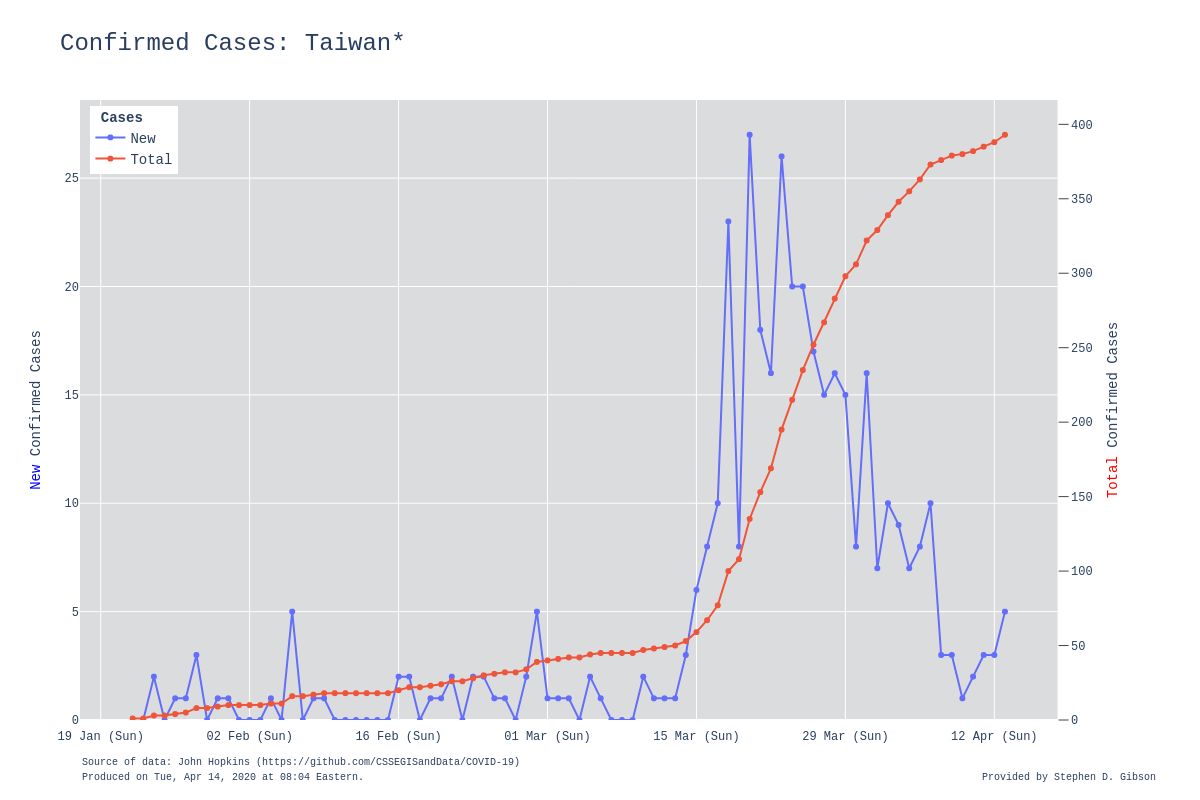 Confirmed Cases: Taiwan*
Cases
New
Total
25
20
15
10
5
0
New Confirmed Cases
400
350
300
250
200
150
100
50
0
Total Confirmed Cases
19 Jan (Sun)
02 Feb (Sun)
16 Feb (Sun)
01 Mar (Sun)
15 Mar (Sun)
29 Mar (Sun)
12 Apr (Sun)
Source of data: John Hopkins (https://github.com/CSSEGISandData/COVID-19)
Produced on Tue, Apr 14, 2020 at 08:04 Eastern.
Provided by Stephen D. Gibson